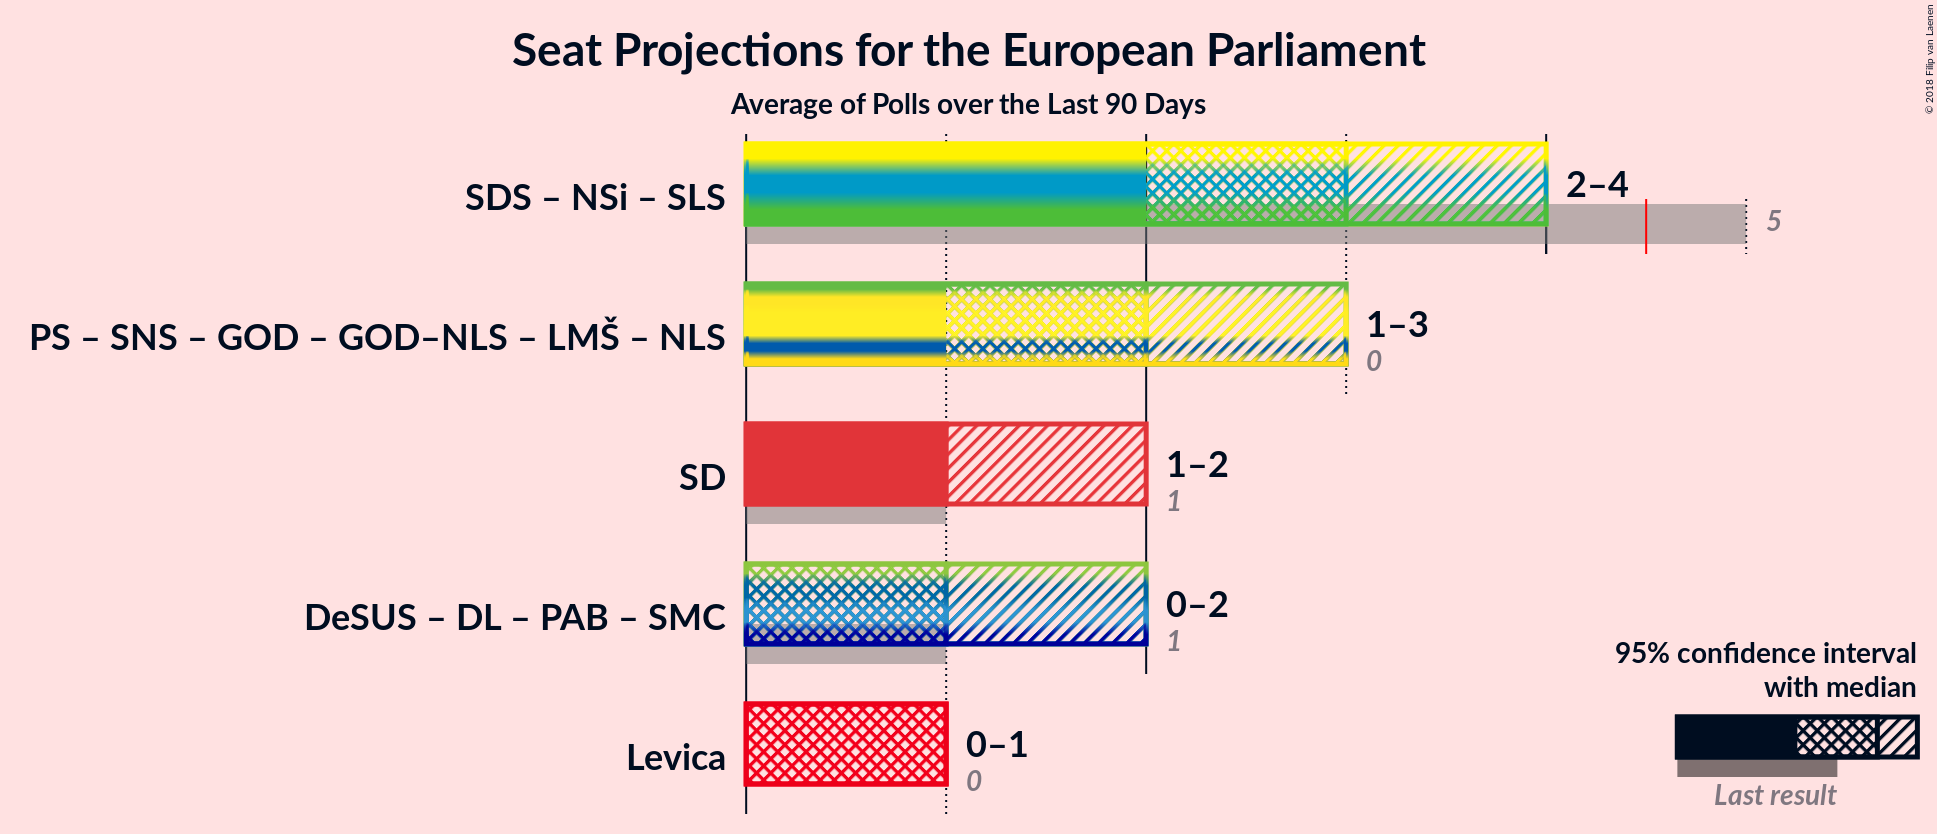 Seat Projections for the European Parliament
Average of Polls over the Last 90 Days
© 2018 Filip van Laenen
SDS – NSi – SLS
2–4
5
PS – SNS – GOD – GOD–NLS – LMŠ – NLS
1–3
0
SD
1–2
1
DeSUS – DL – PAB – SMC
0–2
1
Levica
0–1
0
95% confidence interval
with median
Last result